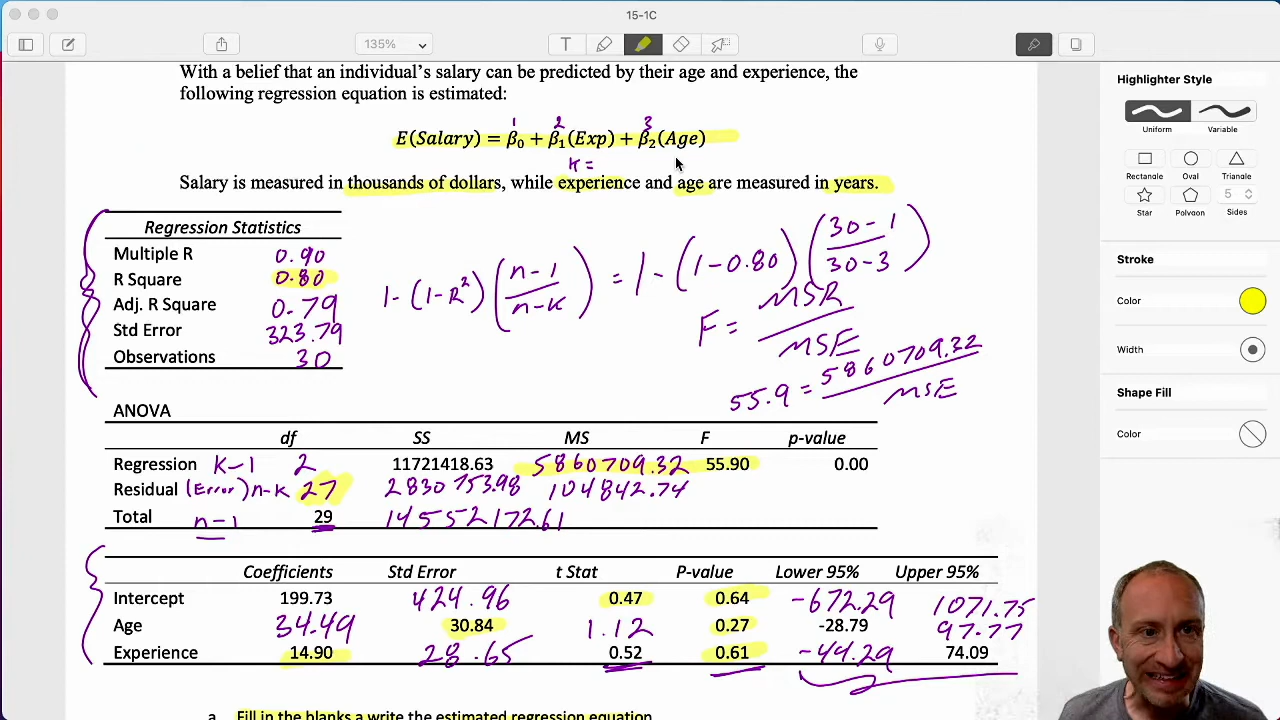 15-1C
135%
T
With a belief that an individual's salary can be predicted by their age and experience, the
following regression equation is estimated:
1 2 3
E(Salary) = β₀ + β₁(Exp) + β₂(Age)
K =
Salary is measured in thousands of dollars, while experience and age are measured in years.
Regression Statistics
Multiple R 0.90
R Square 0.80
Adj. R Square 0.79
Std Error 323.79
Observations 30
1-(1-R²)(n-1/n-k) = 1-(1-0.80)(30-1/30-3)
F = MSR/MSE
55.9 = 5860709.32/MSE
ANOVA
df SS MS F p-value
Regression K-1 2 11721418.63 5860709.32 55.90 0.00
Residual (Error) n-k 27 2830753.98 104842.74
Total n-1 29 14552172.61
Coefficients Std Error t Stat P-value Lower 95% Upper 95%
Intercept 199.73 424.96 0.47 0.64 -672.29 1071.75
Age 34.49 30.84 1.12 0.27 -28.79 97.77
Experience 14.90 28.65 0.52 0.61 -44.29 74.09
a Fill in the blanks a write the estimated regression equation
Highlighter Style
Uniform Variable
Rectangle Oval Triangle
Star Polygon 5 Sides
Stroke
Color
Width
Shape Fill
Color